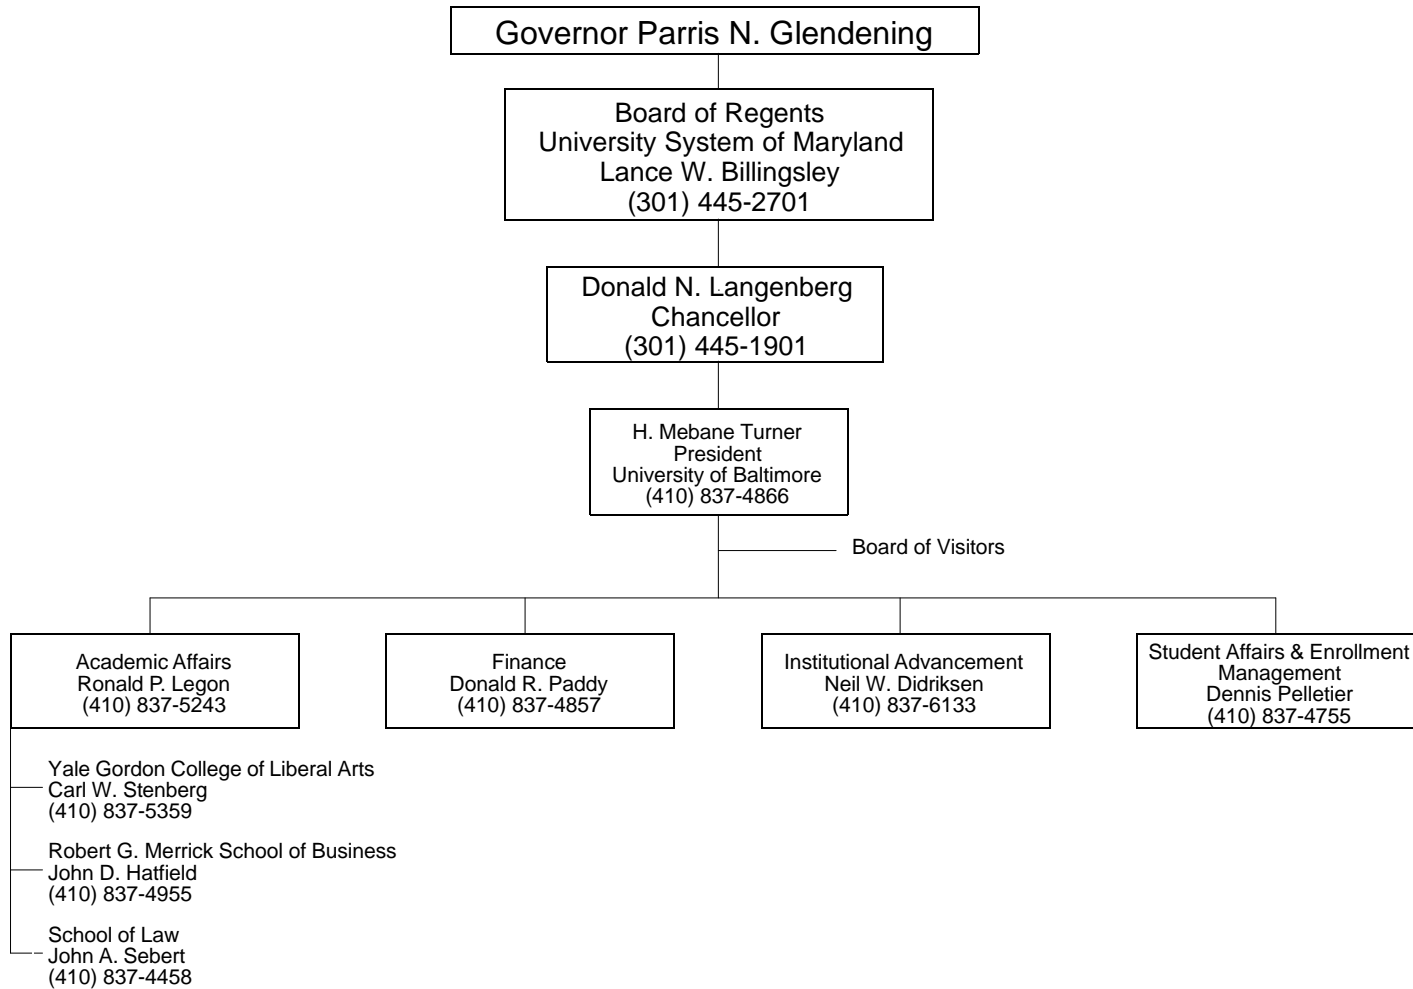 Governor Parris N. Glendening
Board of Regents
University System of Maryland
Lance W. Billingsley
(301) 445-2701
Donald N. Langenberg
Chancellor
(301) 445-1901
H. Mebane Turner
President
University of Baltimore
(410) 837-4866
Board of Visitors
Academic Affairs
Ronald P. Legon
(410) 837-5243
Finance
Donald R. Paddy
(410) 837-4857
Institutional Advancement
Neil W. Didriksen
(410) 837-6133
Student Affairs & Enrollment
Management
Dennis Pelletier
(410) 837-4755
Yale Gordon College of Liberal Arts
Carl W. Stenberg
(410) 837-5359
Robert G. Merrick School of Business
John D. Hatfield
(410) 837-4955
School of Law
John A. Sebert
(410) 837-4458